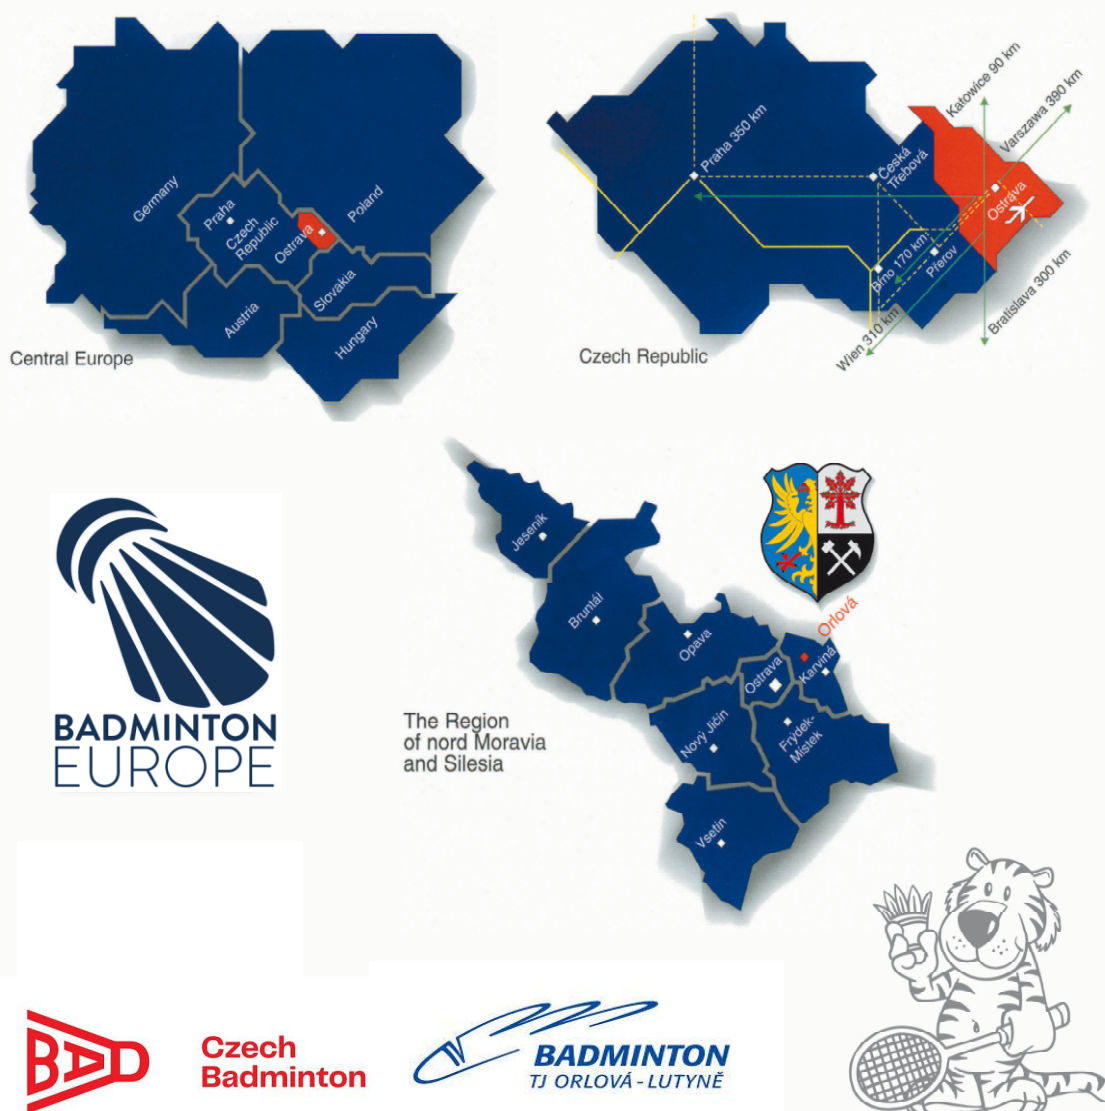 Germany
Praha
Czech
Republic
Ostrava
Poland
Slovakia
Austria
Hungary
Central Europe
Katowice 90 km
Varszawa 390 km
Praha 350 km
Česká
Třebová
Ostrava
Brno 170 km
Přerov
Wien 310 km
Bratislava 300 km
Czech Republic
Jeseník
Bruntál
Opava
Orlová
Ostrava
Karviná
Nový Jičín
Frýdek-
Místek
Vsetín
The Region
of nord Moravia
and Silesia
BADMINTON
EUROPE
BAD
Czech
Badminton
BADMINTON
TJ ORLOVÁ - LUTYNĚ